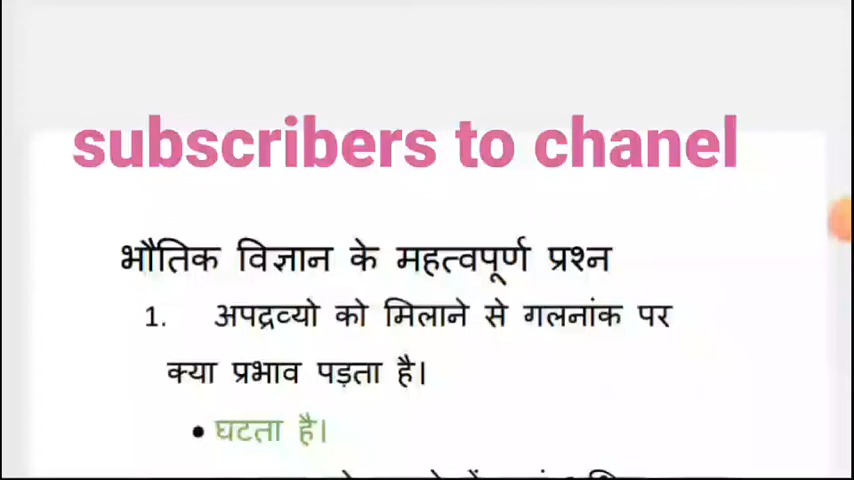 subscribers to chanel
भौतिक विज्ञान के महत्वपूर्ण प्रश्न
1. अपद्रव्यो को मिलाने से गलनांक पर
क्या प्रभाव पड़ता है।
• घटता है।